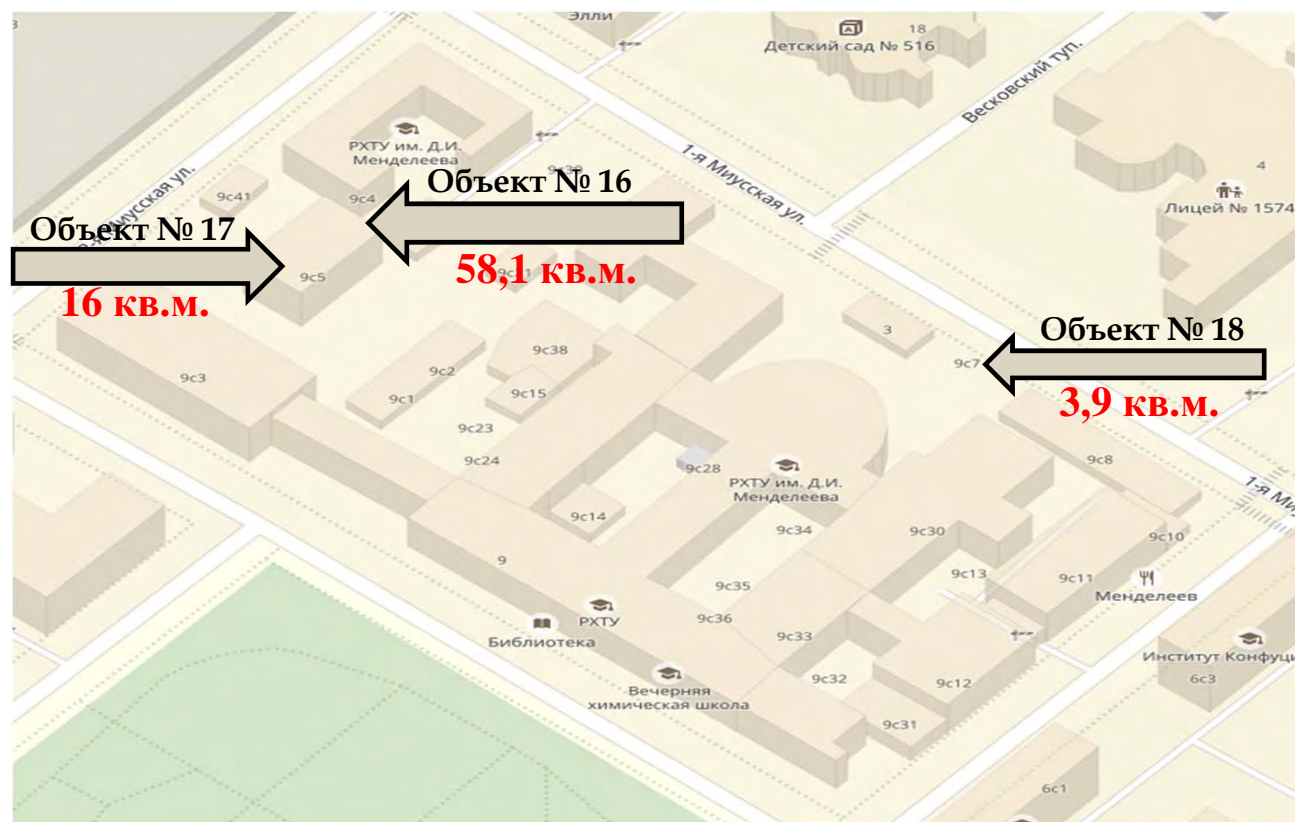 Элли
18
Детский сад № 516
Весковский туп.
РХТУ им. Д.И.
Менделеева
9с39
1-я Миусская ул.
4
Лицей № 1574
9с41
9с4
Миусская ул.
Объект № 16
58,1 кв.м.
Объект № 17
16 кв.м.
9с5
Объект № 18
3,9 кв.м.
3
9с7
9с38
9с3
9с2
9с15
9с1
9с23
9с24
9с28
РХТУ им. Д.И.
Менделеева
9с8
1-я Ми
9с14
9с34
9с30
9с10
9
9с35
9с13
9с11
Менделеев
РХТУ
Библиотека
9с36
9с33
Институт Конфуци
6с3
Вечерняя
химическая школа
9с32
9с12
9с31
6с1